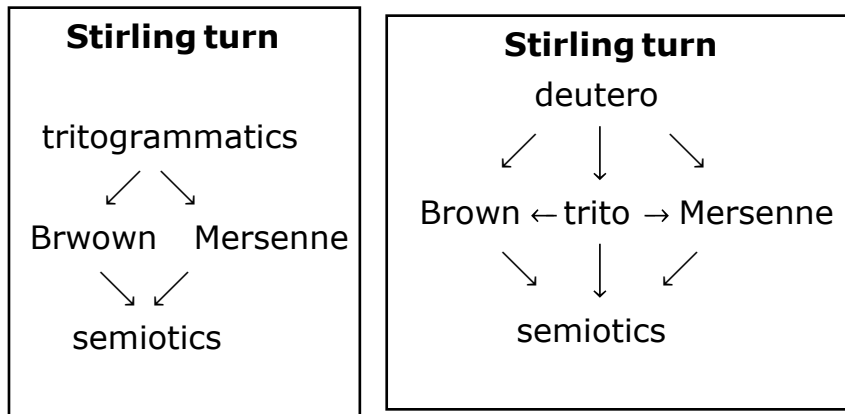 Stirling turn
tritogrammatics
Brwown Mersenne
semiotics
Stirling turn
deutero
Brown ← trito → Mersenne
semiotics